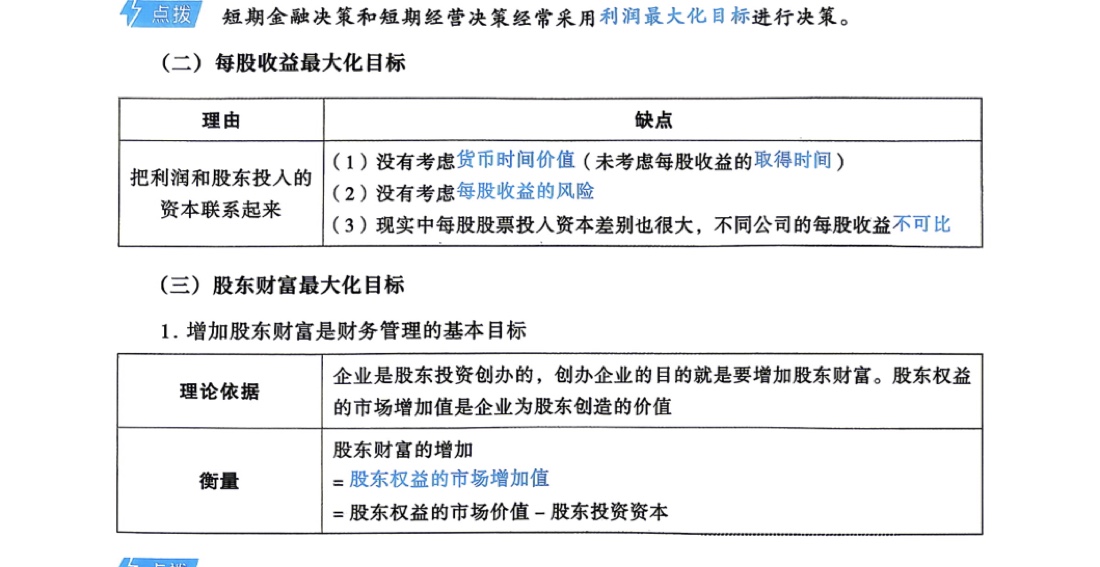 点拨 短期金融决策和短期经营决策经常采用利润最大化目标进行决策。
（二）每股收益最大化目标
理由 缺点
把利润和股东投入的
资本联系起来
（1）没有考虑货币时间价值（未考虑每股收益的取得时间）
（2）没有考虑每股收益的风险
（3）现实中每股股票投入资本差别也很大，不同公司的每股收益不可比
（三）股东财富最大化目标
1. 增加股东财富是财务管理的基本目标
理论依据
企业是股东投资创办的，创办企业的目的就是要增加股东财富。股东权益
的市场增加值是企业为股东创造的价值
衡量
股东财富的增加
= 股东权益的市场增加值
= 股东权益的市场价值 - 股东投资资本